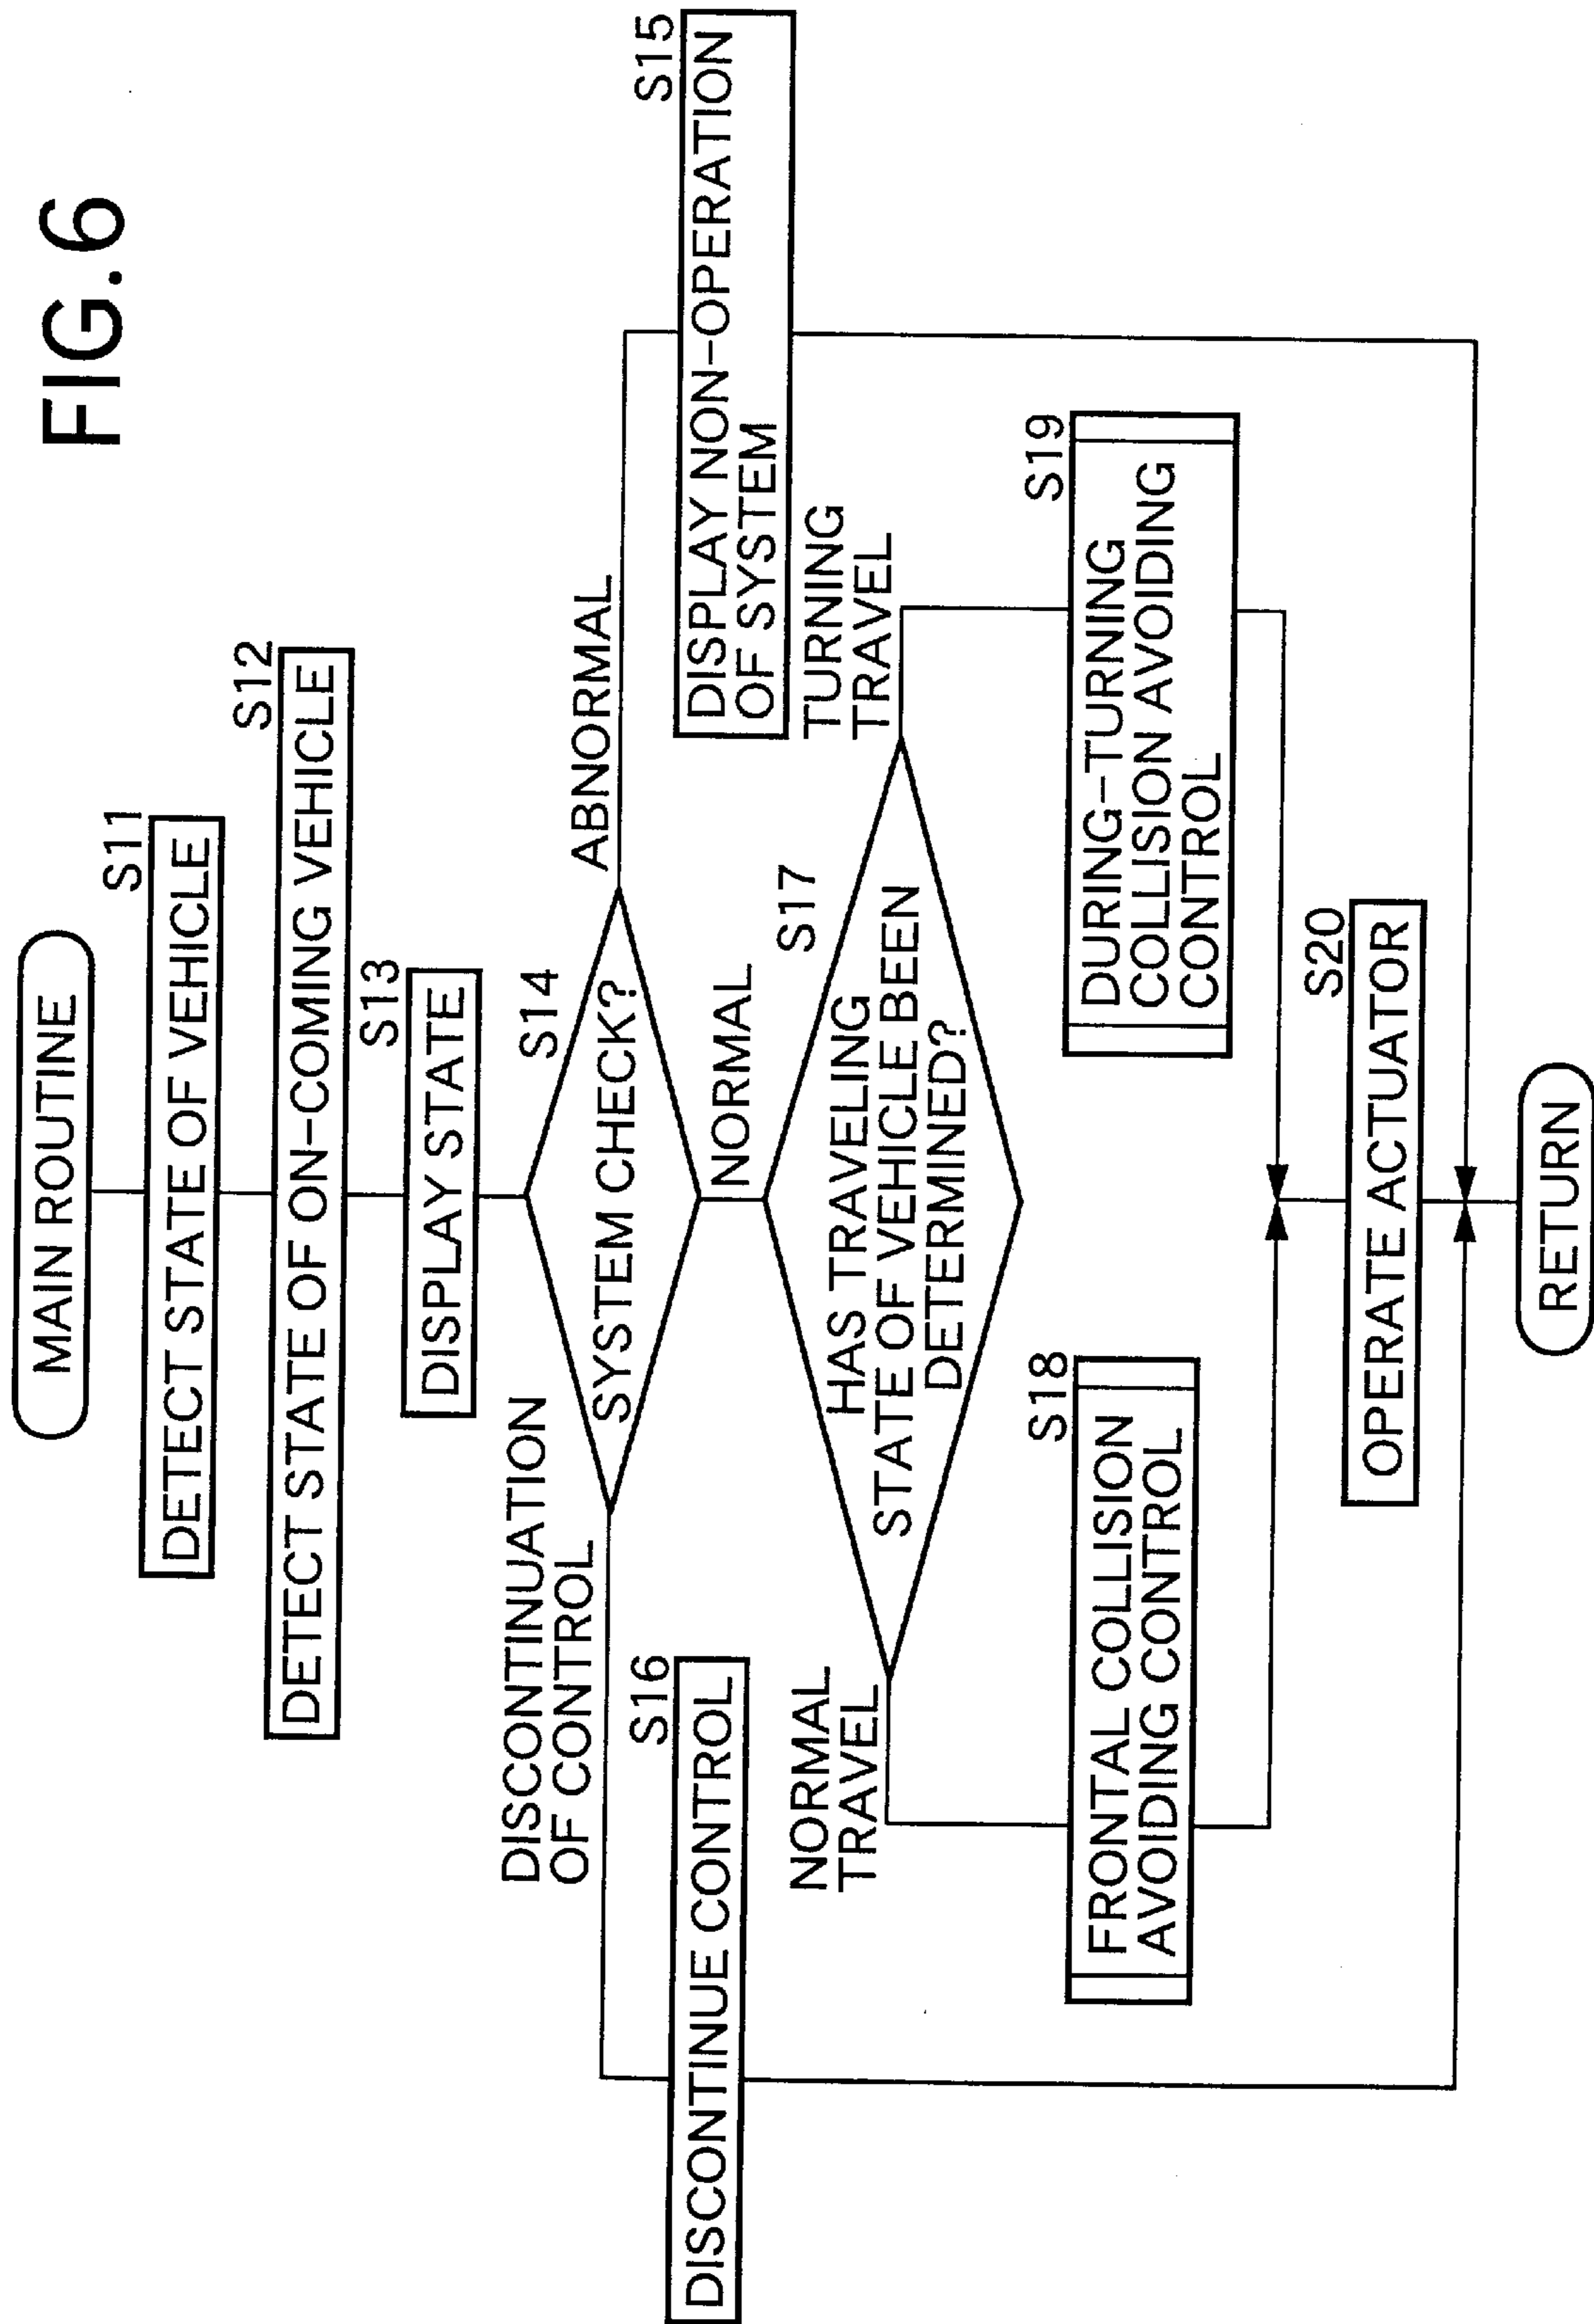 FIG.6
MAIN ROUTINE
S11
DETECT STATE OF VEHICLE
S12
DETECT STATE OF ON-COMING VEHICLE
S13
DISPLAY STATE
S14
SYSTEM CHECK?
DISCONTINUATION
OF CONTROL
ABNORMAL
NORMAL
S16
DISCONTINUE CONTROL
S15
DISPLAY NON-OPERATION
OF SYSTEM
S17
HAS TRAVELING
STATE OF VEHICLE BEEN
DETERMINED?
NORMAL
TRAVEL
TURNING
TRAVEL
S18
FRONTAL COLLISION
AVOIDING CONTROL
S19
DURING-TURNING
COLLISION AVOIDING
CONTROL
S20
OPERATE ACTUATOR
RETURN